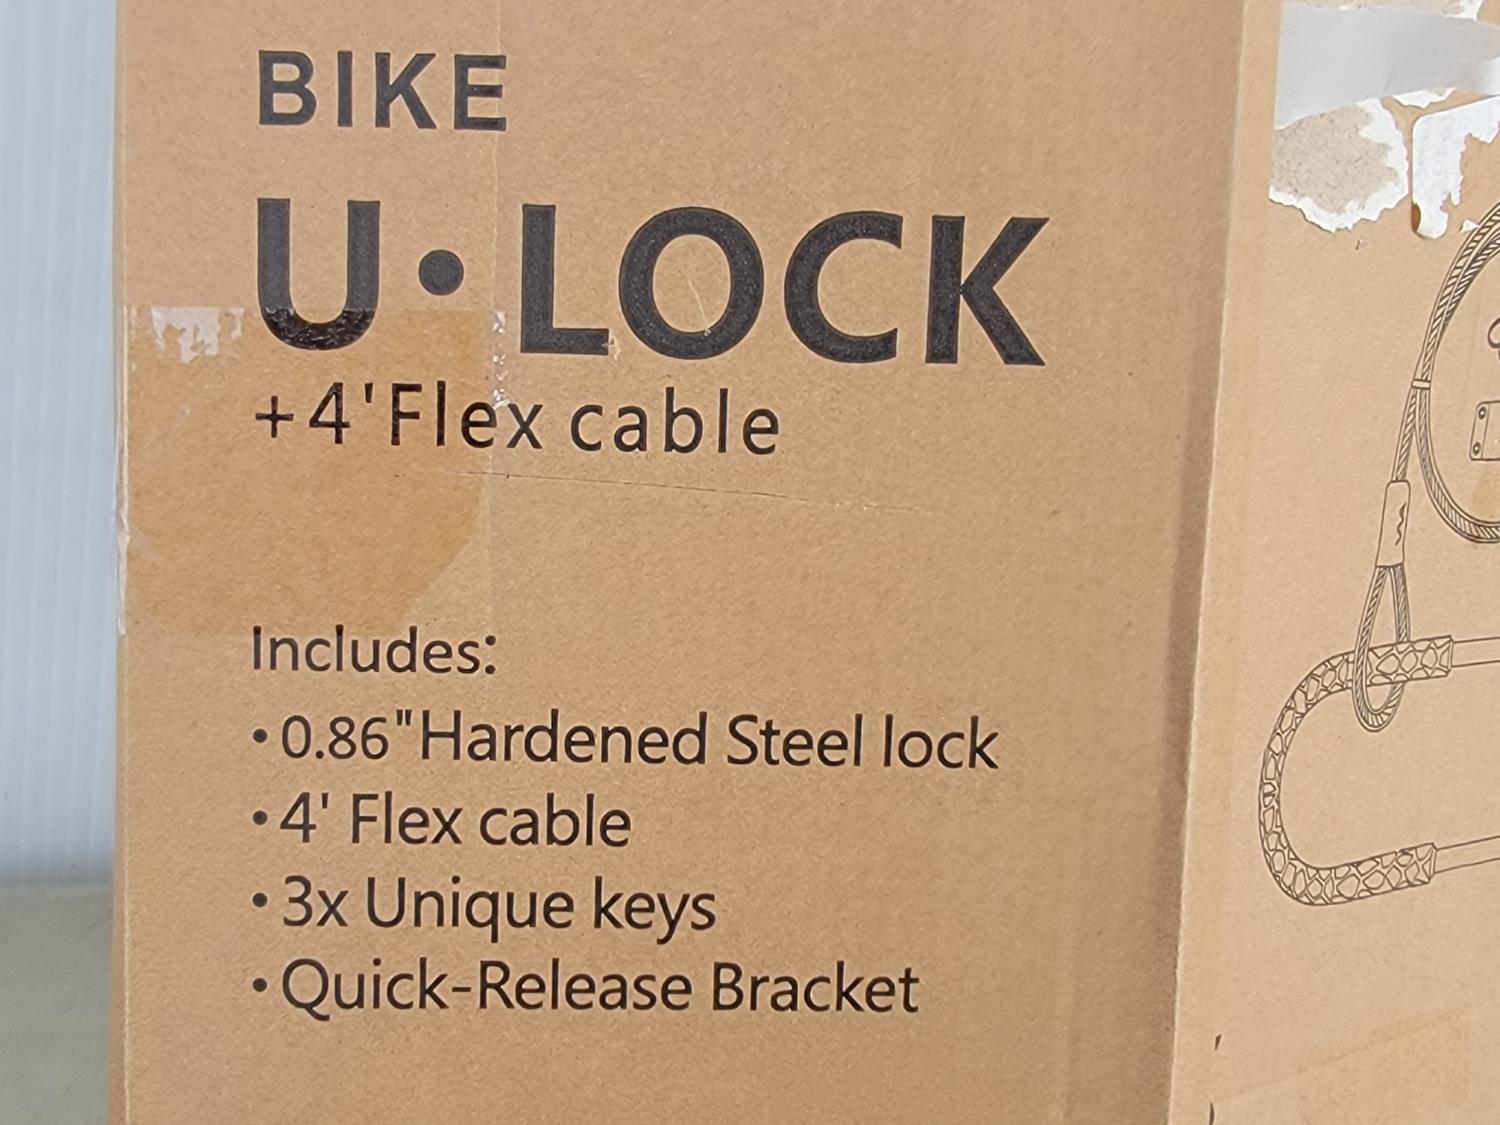 BIKE
U•LOCK
+4'Flex cable
Includes:
•0.86"Hardened Steel lock
•4' Flex cable
•3x Unique keys
•Quick-Release Bracket